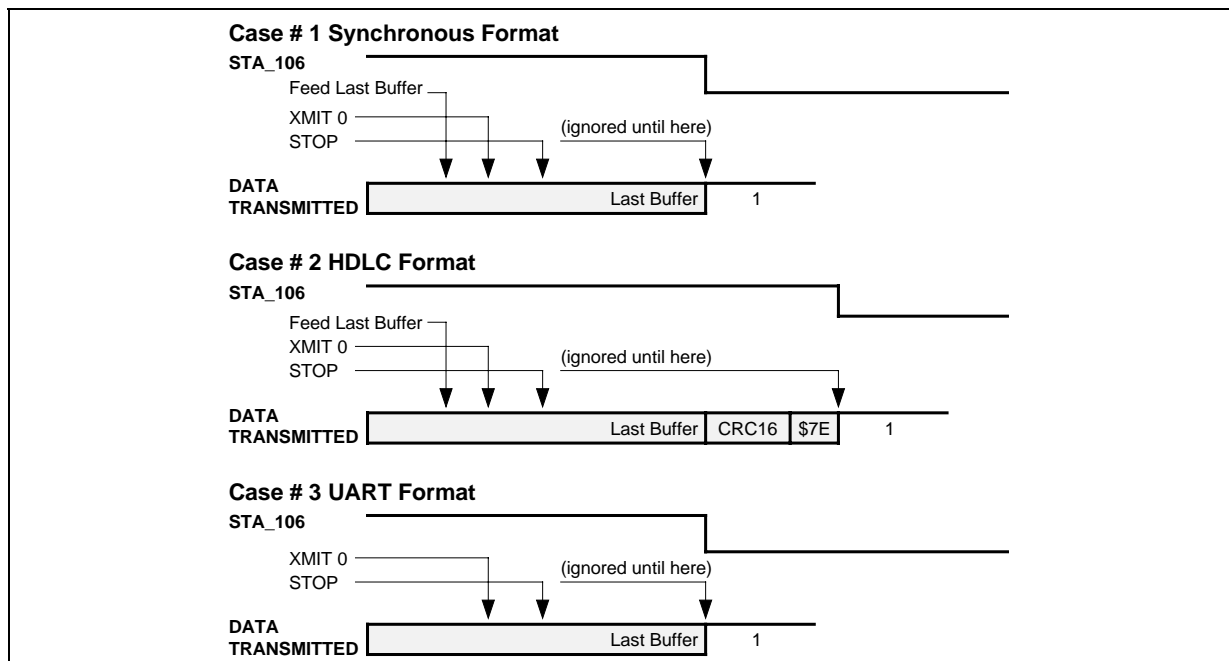 Case # 1 Synchronous Format
STA_106
Feed Last Buffer
XMIT 0
STOP
(ignored until here)
DATA
TRANSMITTED
Last Buffer
1
Case # 2 HDLC Format
STA_106
Feed Last Buffer
XMIT 0
STOP
(ignored until here)
DATA
TRANSMITTED
Last Buffer
CRC16
$7E
1
Case # 3 UART Format
STA_106
XMIT 0
STOP
(ignored until here)
DATA
TRANSMITTED
Last Buffer
1